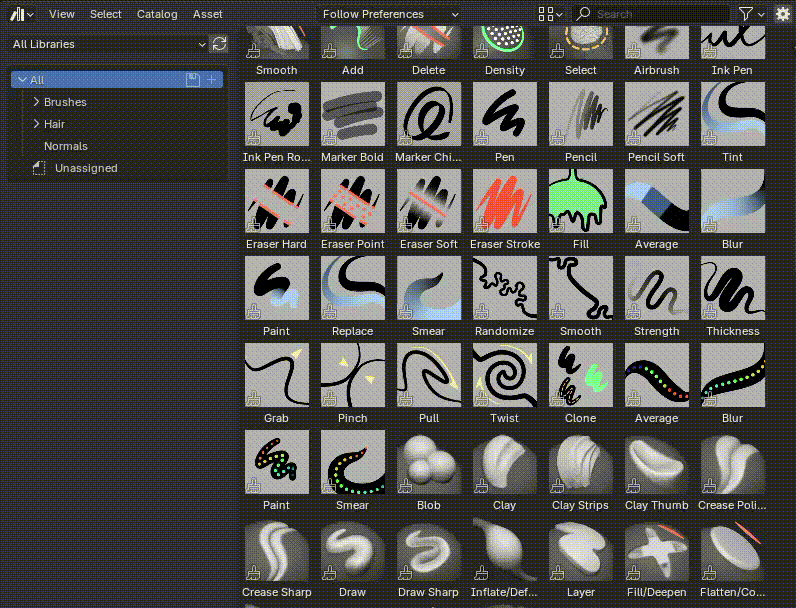 View Select Catalog Asset Follow Preferences Search
All Libraries
All
Brushes
Hair
Normals
Unassigned
Smooth Add Delete Density Select Airbrush Ink Pen
Ink Pen Ro... Marker Bold Marker Chi... Pen Pencil Pencil Soft Tint
Eraser Hard Eraser Point Eraser Soft Eraser Stroke Fill Average Blur
Paint Replace Smear Randomize Smooth Strength Thickness
Grab Pinch Pull Twist Clone Average Blur
Paint Smear Blob Clay Clay Strips Clay Thumb Crease Poli...
Crease Sharp Draw Draw Sharp Inflate/Def... Layer Fill/Deepen Flatten/Co...